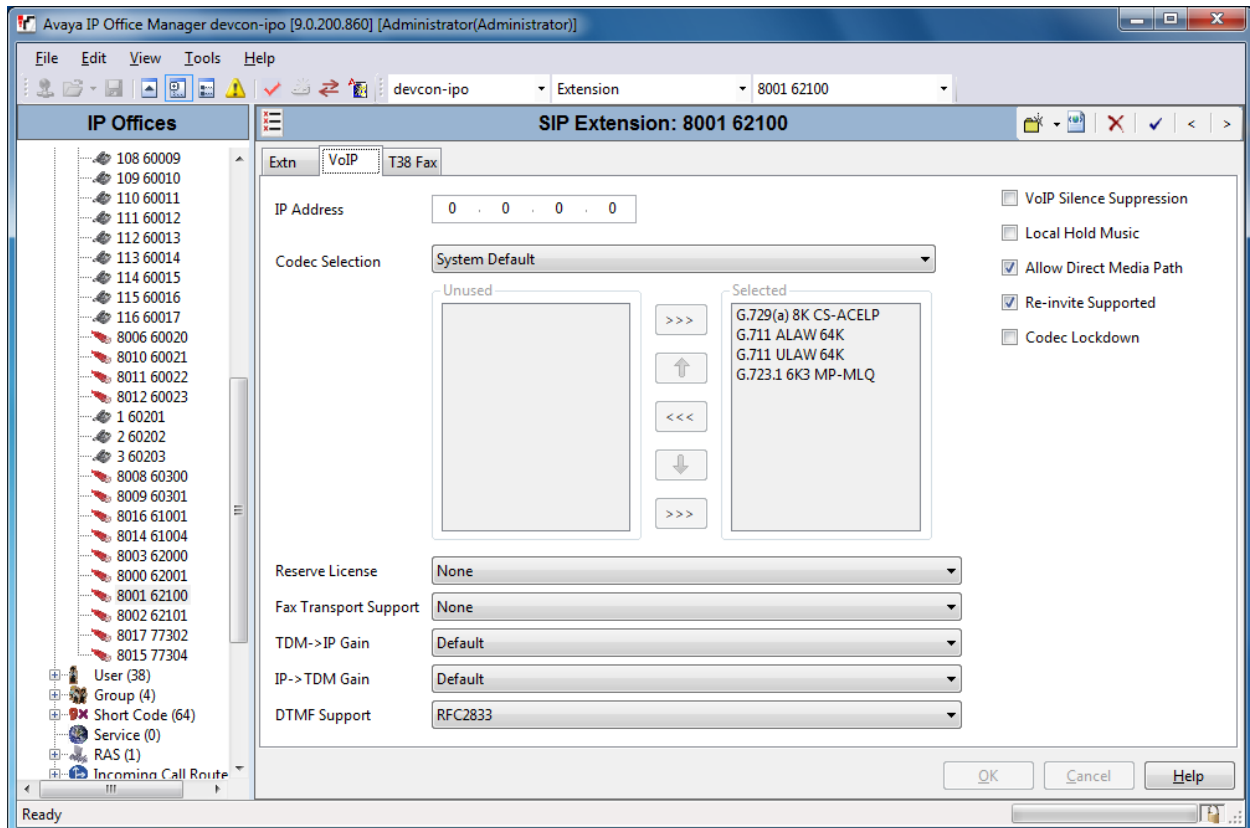 Avaya IP Office Manager devcon-ipo [9.0.200.860] [Administrator(Administrator)]
File Edit View Tools Help
devcon-ipo Extension 8001 62100
IP Offices
SIP Extension: 8001 62100
108 60009
109 60010
110 60011
111 60012
112 60013
113 60014
114 60015
115 60016
116 60017
8006 60020
8010 60021
8011 60022
8012 60023
1 60201
2 60202
3 60203
8008 60300
8009 60301
8016 61001
8014 61004
8003 62000
8000 62001
8001 62100
8002 62101
8017 77302
8015 77304
User (38)
Group (4)
Short Code (64)
Service (0)
RAS (1)
Incoming Call Route
Extn VoIP T38 Fax
IP Address 0 . 0 . 0 . 0
Codec Selection System Default
Unused
Selected
>>>
<<<
>>>
G.729(a) 8K CS-ACELP
G.711 ALAW 64K
G.711 ULAW 64K
G.723.1 6K3 MP-MLQ
Reserve License None
Fax Transport Support None
TDM->IP Gain Default
IP->TDM Gain Default
DTMF Support RFC2833
VoIP Silence Suppression
Local Hold Music
Allow Direct Media Path
Re-invite Supported
Codec Lockdown
OK Cancel Help
Ready